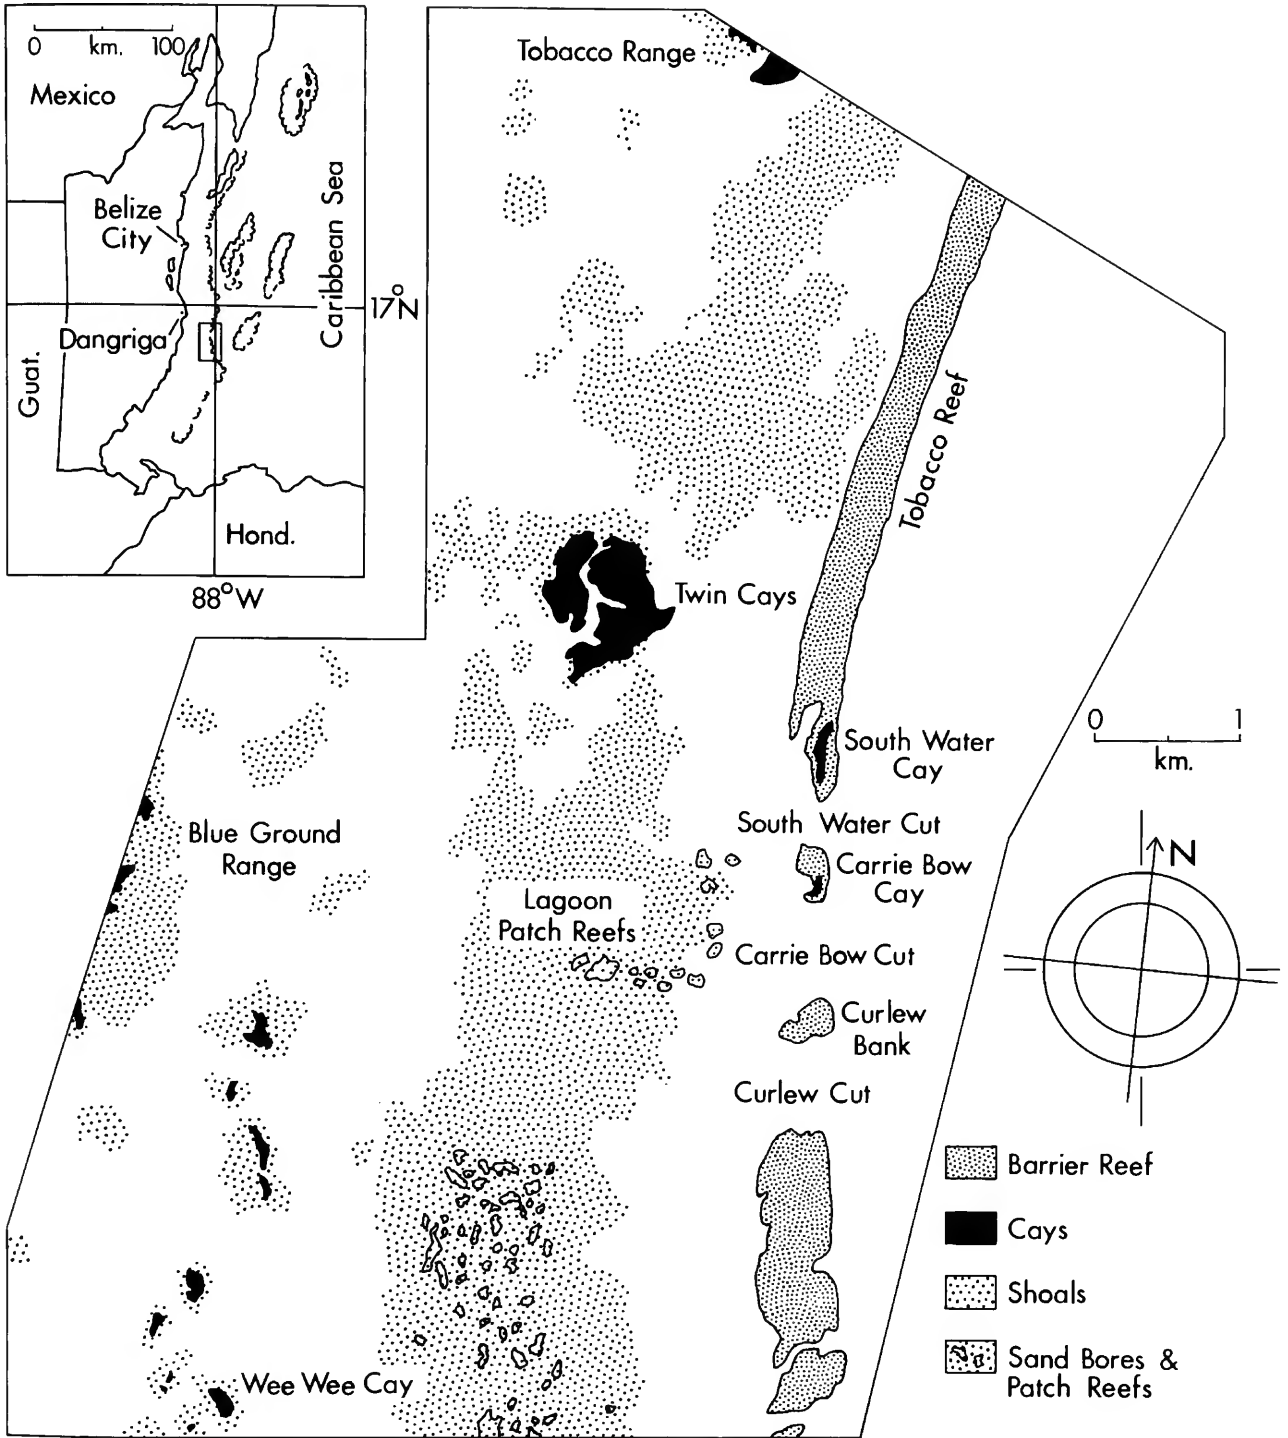 0 km. 100
Mexico
Belize
City
Caribbean Sea
17°N
Dangriga
Guat.
Hond.
88°W
Tobacco Range
Tobacco Reef
Twin Cays
South Water
Cay
0 1
km.
South Water Cut
Blue Ground
Range
Carrie Bow
Cay
N
Lagoon
Patch Reefs
Carrie Bow Cut
Curlew
Bank
Curlew Cut
Barrier Reef
Cays
Shoals
Sand Bores &
Patch Reefs
Wee Wee Cay